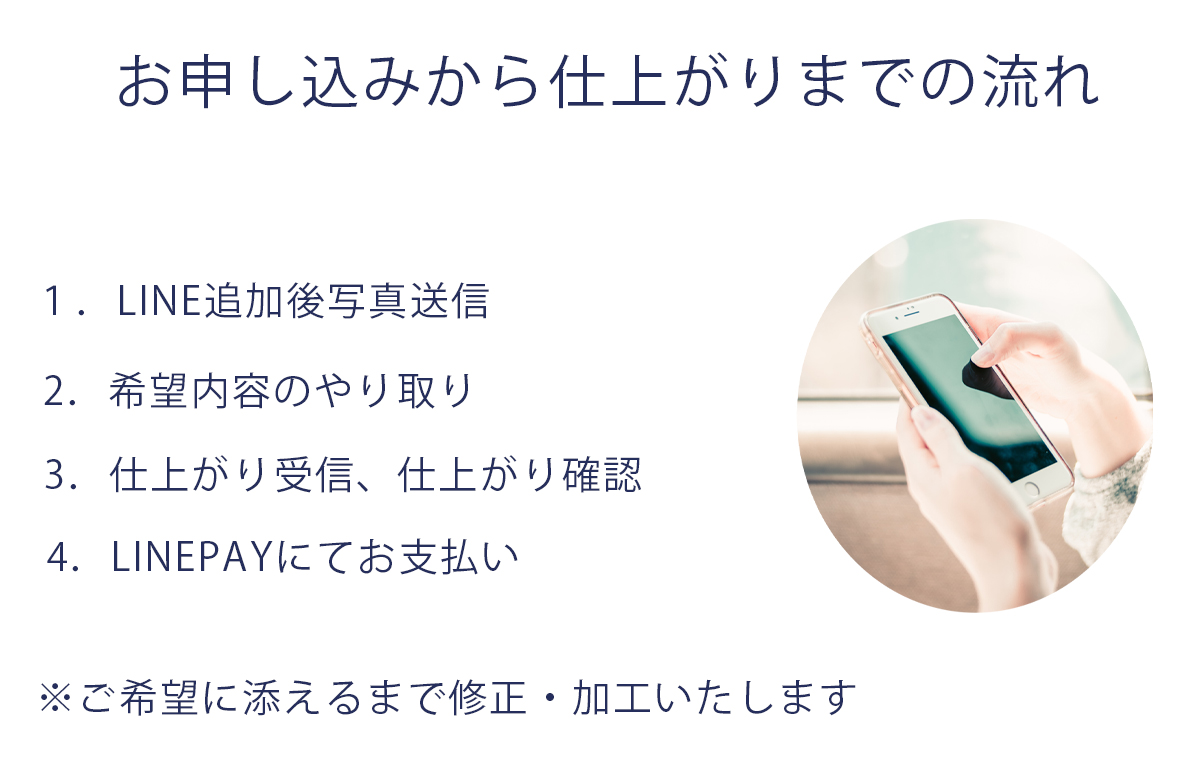 お申し込みから仕上がりまでの流れ
1．LINE追加後写真送信
2．希望内容のやり取り
3．仕上がり受信、仕上がり確認
4．LINEPAYにてお支払い
※ご希望に添えるまで修正・加工いたします